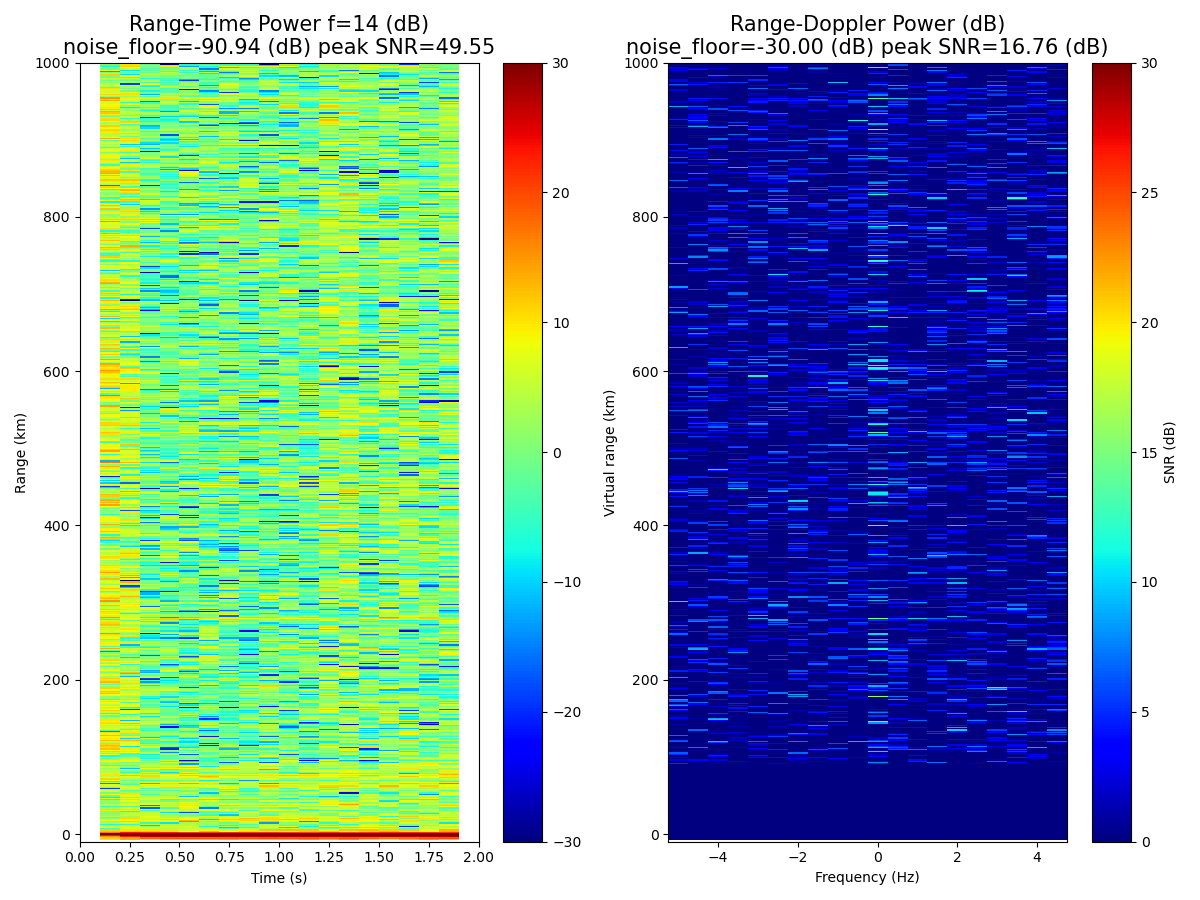 Range-Time Power f=14 (dB)
noise_floor=-90.94 (dB) peak SNR=49.55
Range-Doppler Power (dB)
noise_floor=-30.00 (dB) peak SNR=16.76 (dB)
1000
800
600
400
200
0
Range (km)
0.00 0.25 0.50 0.75 1.00 1.25 1.50 1.75 2.00
Time (s)
30
20
10
0
−10
−20
−30
1000
800
600
400
200
0
Virtual range (km)
−4 −2 0 2 4
Frequency (Hz)
30
25
20
15
10
5
0
SNR (dB)